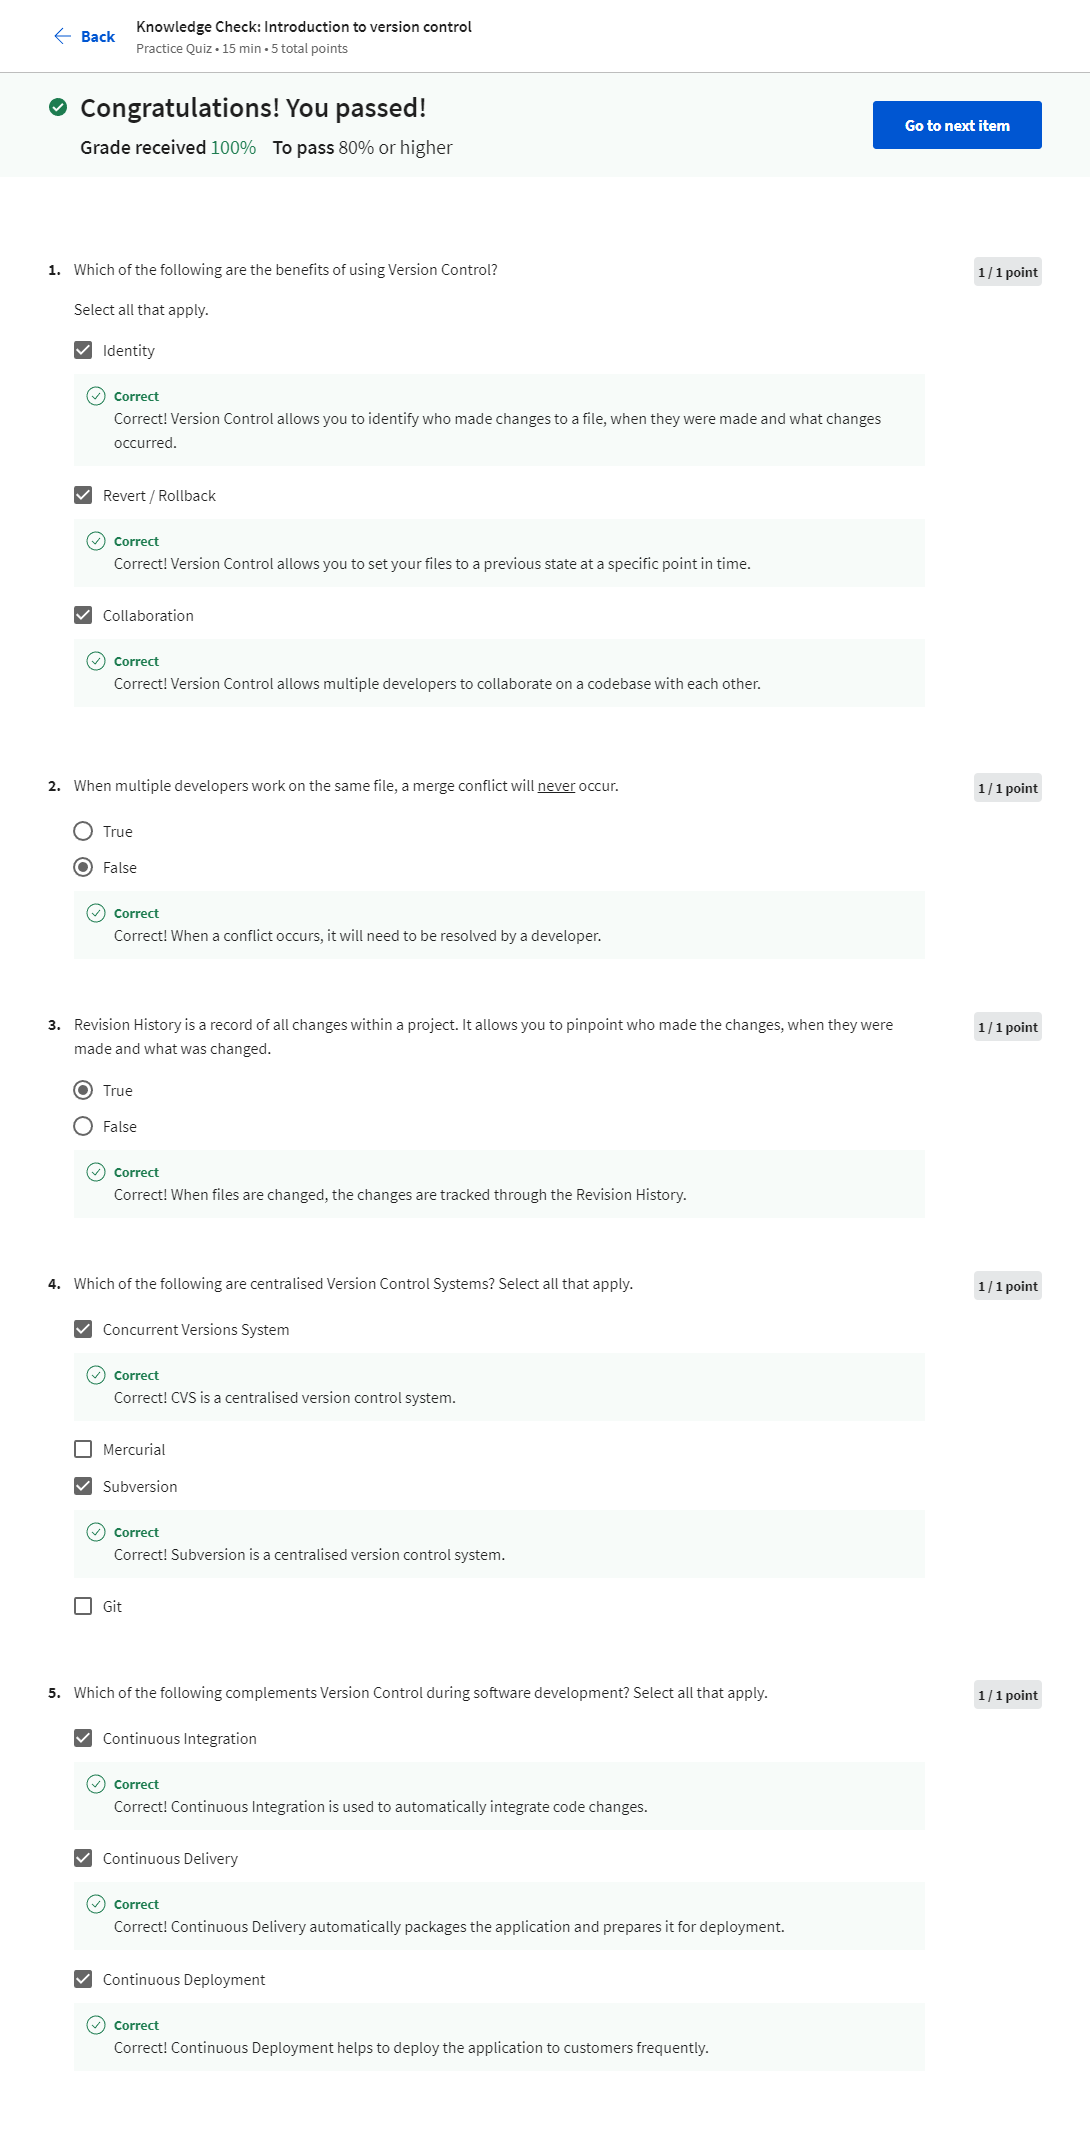 Back
Knowledge Check: Introduction to version control
Practice Quiz • 15 min • 5 total points
Congratulations! You passed!
Grade received 100% To pass 80% or higher
Go to next item
1. Which of the following are the benefits of using Version Control?
1 / 1 point
Select all that apply.
Identity
Correct
Correct! Version Control allows you to identify who made changes to a file, when they were made and what changes
occurred.
Revert / Rollback
Correct
Correct! Version Control allows you to set your files to a previous state at a specific point in time.
Collaboration
Correct
Correct! Version Control allows multiple developers to collaborate on a codebase with each other.
2. When multiple developers work on the same file, a merge conflict will never occur.
1 / 1 point
True
False
Correct
Correct! When a conflict occurs, it will need to be resolved by a developer.
3. Revision History is a record of all changes within a project. It allows you to pinpoint who made the changes, when they were
made and what was changed.
1 / 1 point
True
False
Correct
Correct! When files are changed, the changes are tracked through the Revision History.
4. Which of the following are centralised Version Control Systems? Select all that apply.
1 / 1 point
Concurrent Versions System
Correct
Correct! CVS is a centralised version control system.
Mercurial
Subversion
Correct
Correct! Subversion is a centralised version control system.
Git
5. Which of the following complements Version Control during software development? Select all that apply.
1 / 1 point
Continuous Integration
Correct
Correct! Continuous Integration is used to automatically integrate code changes.
Continuous Delivery
Correct
Correct! Continuous Delivery automatically packages the application and prepares it for deployment.
Continuous Deployment
Correct
Correct! Continuous Deployment helps to deploy the application to customers frequently.